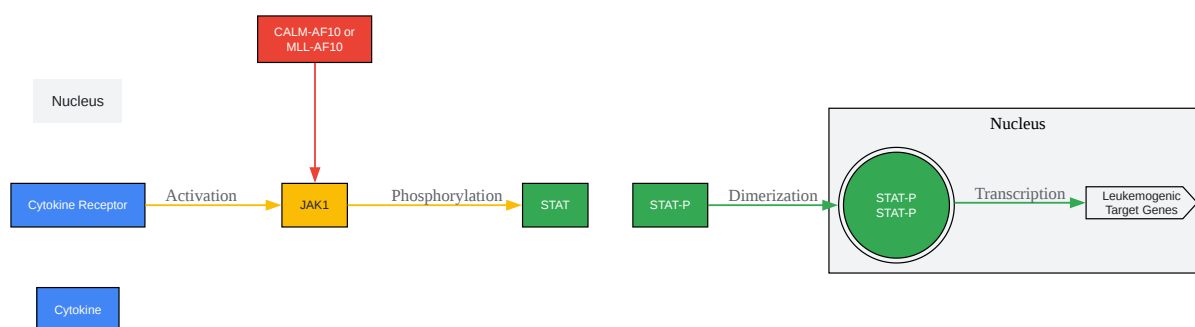 CALM-AF10 or
MLL-AF10
Nucleus
Nucleus
Cytokine Receptor
Activation
JAK1
Phosphorylation
STAT
STAT-P
Dimerization
STAT-P
STAT-P
Transcription
Leukemogenic
Target Genes
Cytokine